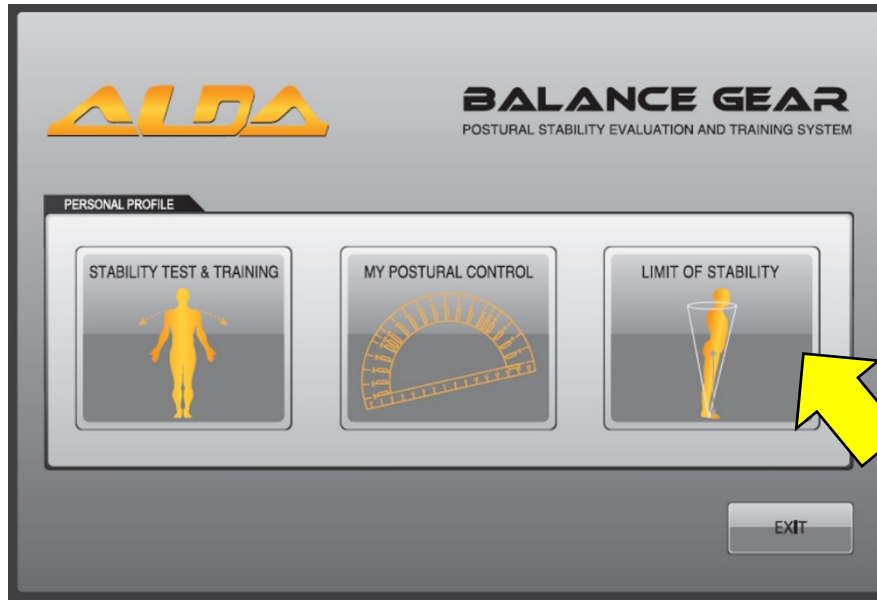 ALDA
BALANCE GEAR
POSTURAL STABILITY EVALUATION AND TRAINING SYSTEM
PERSONAL PROFILE
STABILITY TEST & TRAINING
MY POSTURAL CONTROL
LIMIT OF STABILITY
EXIT